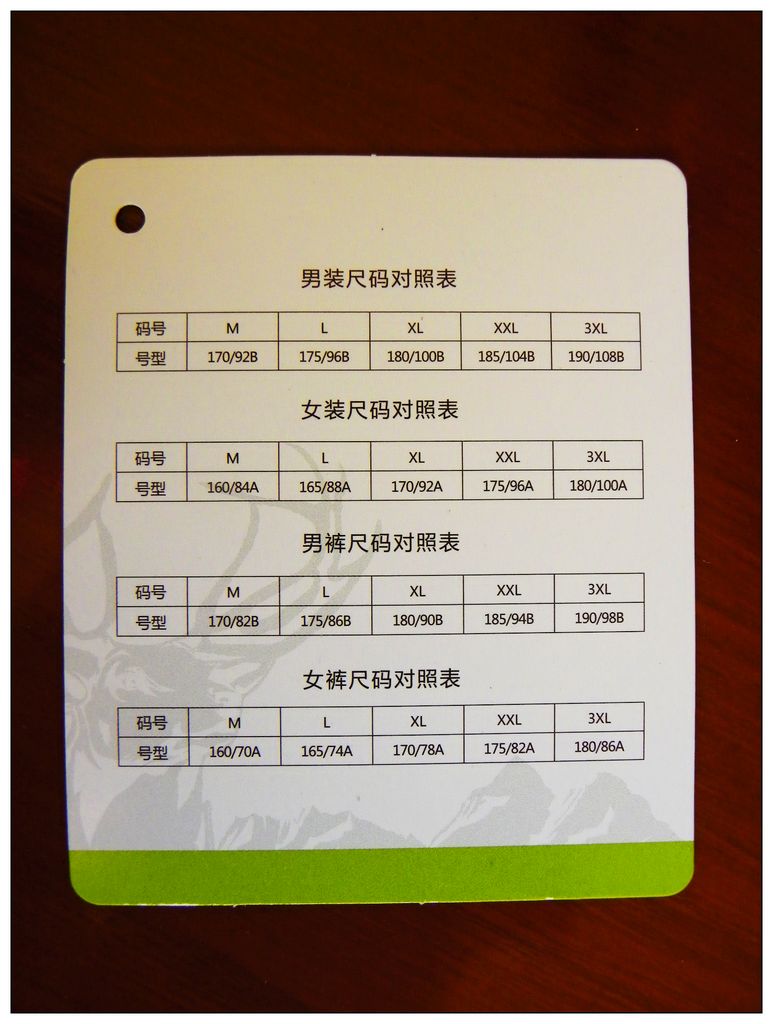 男装尺码对照表
码号 M L XL XXL 3XL
号型 170/92B 175/96B 180/100B 185/104B 190/108B
女装尺码对照表
码号 M L XL XXL 3XL
号型 160/84A 165/88A 170/92A 175/96A 180/100A
男裤尺码对照表
码号 M L XL XXL 3XL
号型 170/82B 175/86B 180/90B 185/94B 190/98B
女裤尺码对照表
码号 M L XL XXL 3XL
号型 160/70A 165/74A 170/78A 175/82A 180/86A